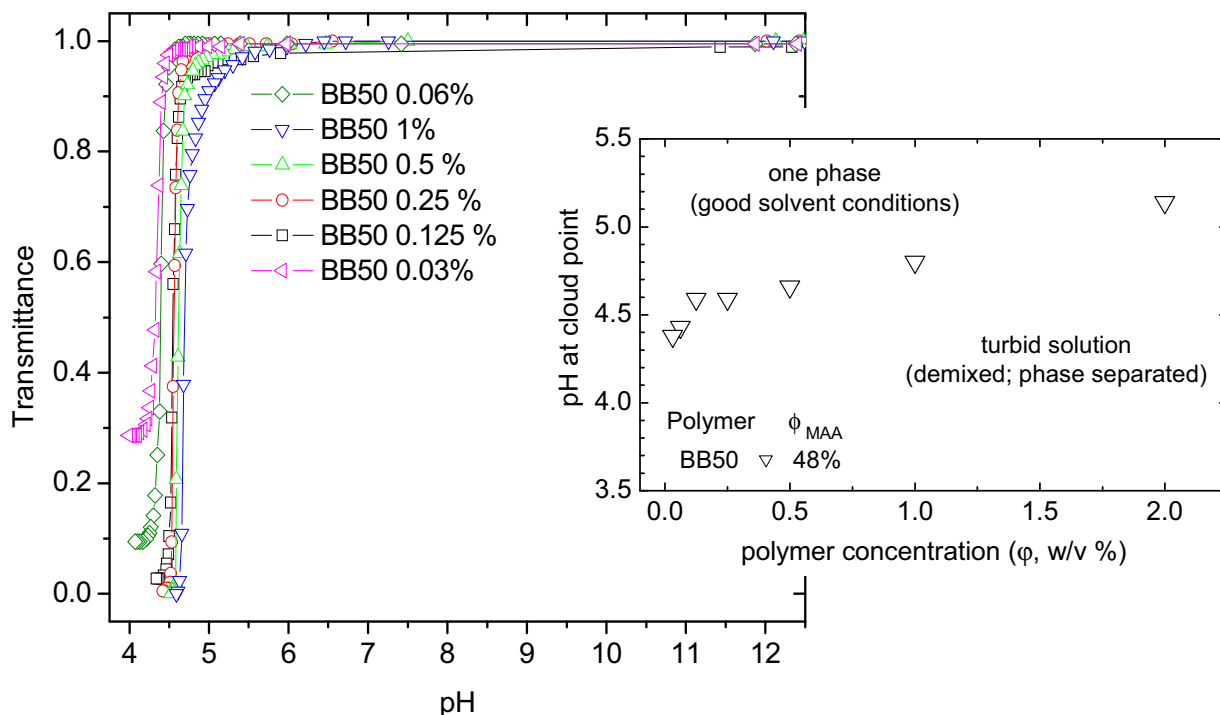 1.0
0.8
0.6
0.4
0.2
0.0
Transmittance
4 5 6 7 8 9 10 11 12
pH
BB50 0.06%
BB50 1%
BB50 0.5 %
BB50 0.25 %
BB50 0.125 %
BB50 0.03%
5.5
5.0
4.5
4.0
3.5
pH at cloud point
one phase
(good solvent conditions)
turbid solution
(demixed; phase separated)
Polymer ϕ MAA
BB50 48%
0.0 0.5 1.0 1.5 2.0
polymer concentration (φ, w/v %)